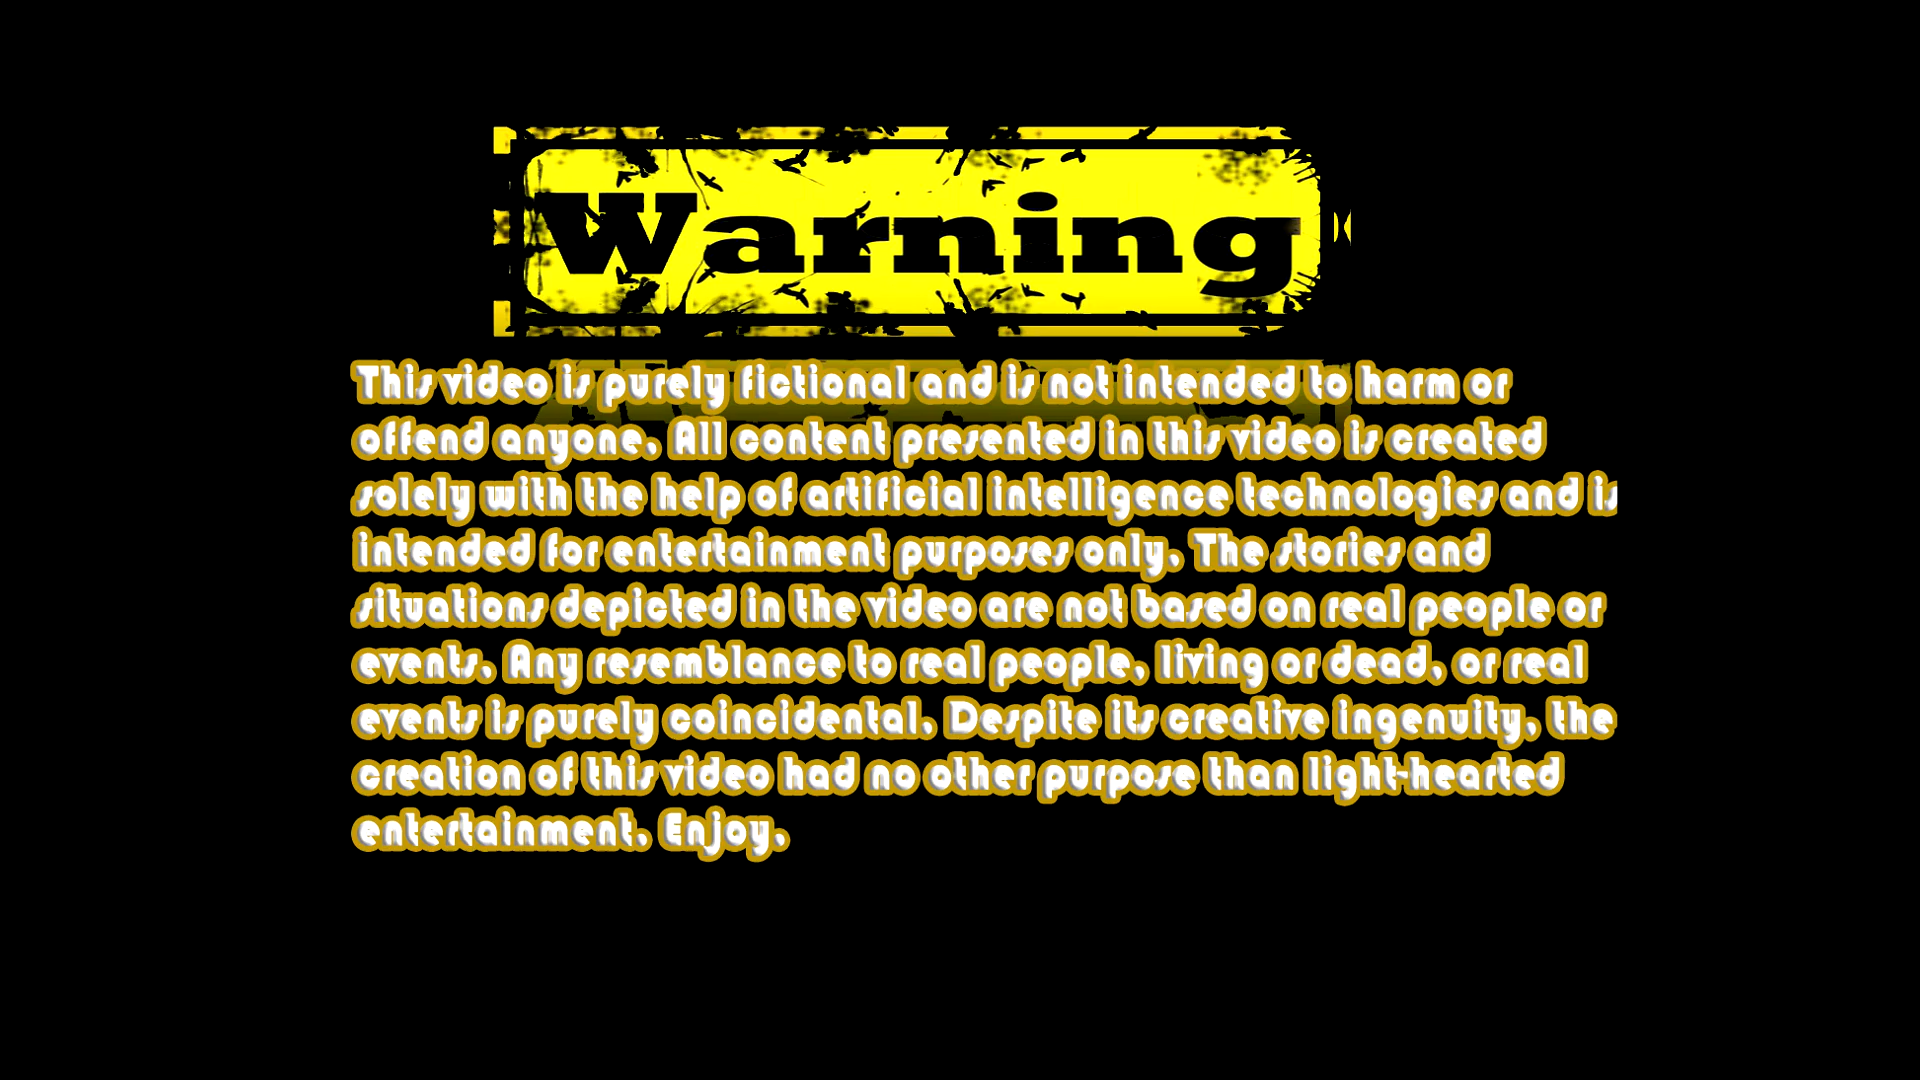 Warning
This video is purely fictional and is not intended to harm or
offend anyone. All content presented in this video is created
solely with the help of artificial intelligence technologies and is
intended for entertainment purposes only. The stories and
situations depicted in the video are not based on real people or
events. Any resemblance to real people, living or dead, or real
events is purely coincidental. Despite its creative ingenuity, the
creation of this video had no other purpose than light-hearted
entertainment. Enjoy.